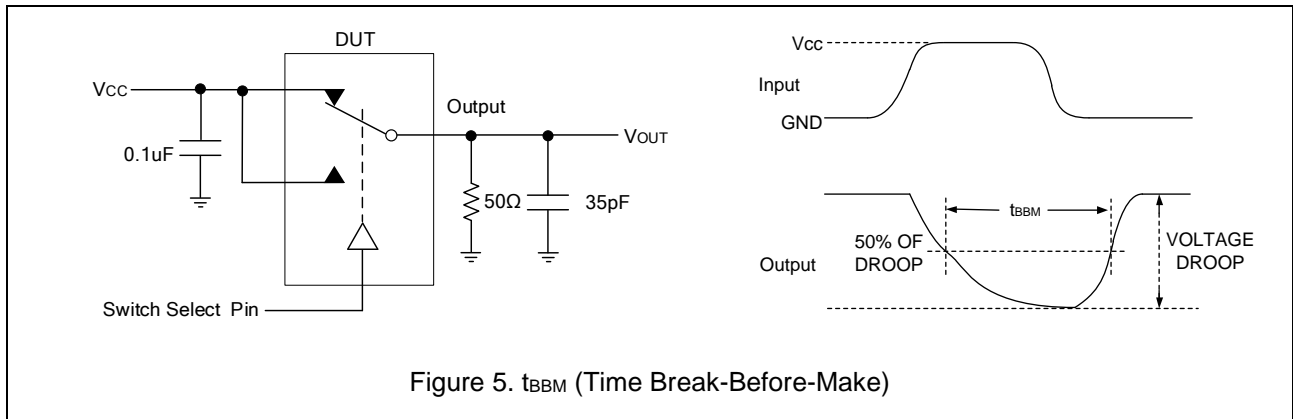 DUT
Vcc
0.1uF
Output
VOUT
50Ω
35pF
Switch Select Pin
Vcc
Input
GND
tBBM
50% OF
DROOP
Output
VOLTAGE
DROOP
Figure 5. tBBM (Time Break-Before-Make)